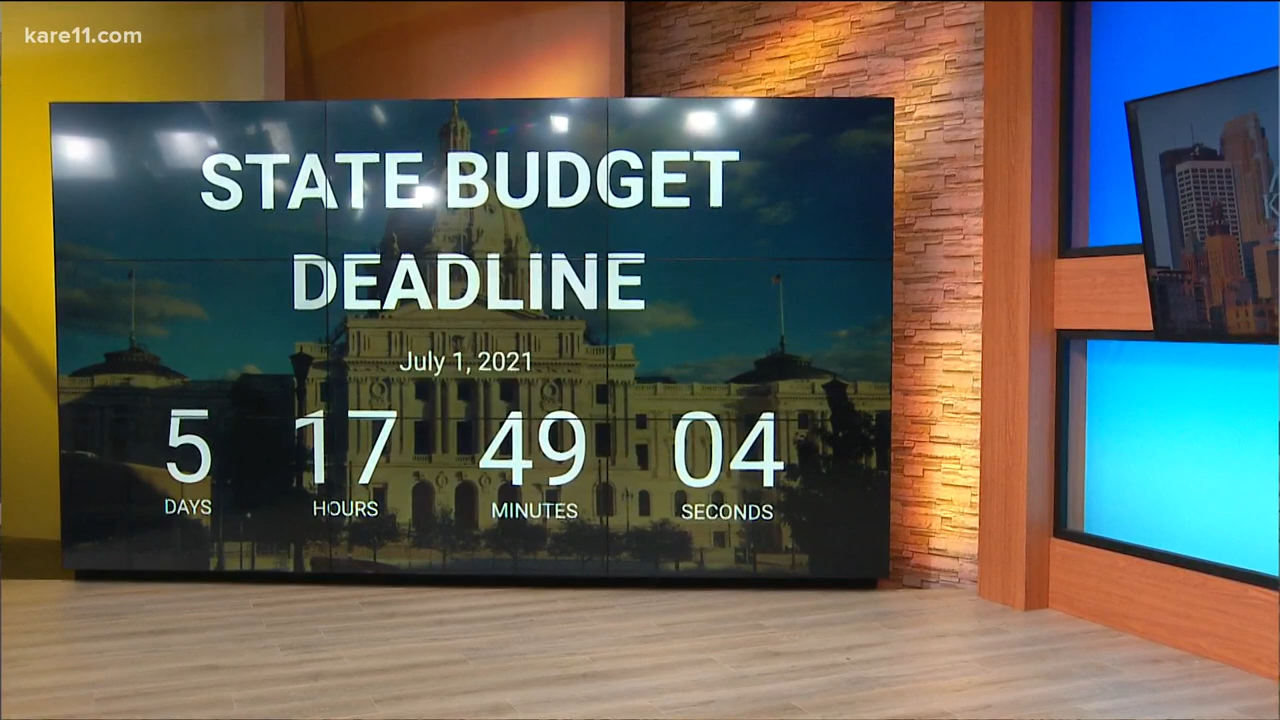 kare11.com
STATE BUDGET
DEADLINE
July 1, 2021
5 17 49 04
DAYS HOURS MINUTES SECONDS